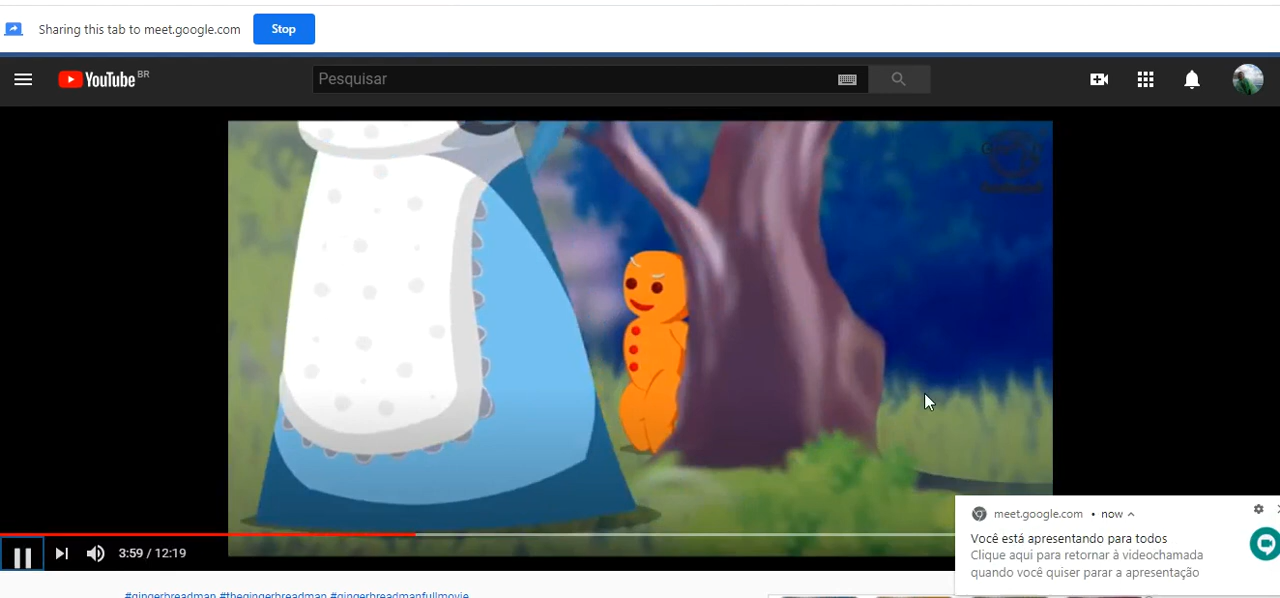 Sharing this tab to meet.google.com Stop
YouTube BR Pesquisar
meet.google.com • now
Você está apresentando para todos
Clique aqui para retornar à videochamada
quando você quiser parar a apresentação
3:59 / 12:19
#gingerbreadman #thegingerbreadman #gingerbreadmanfullmovie